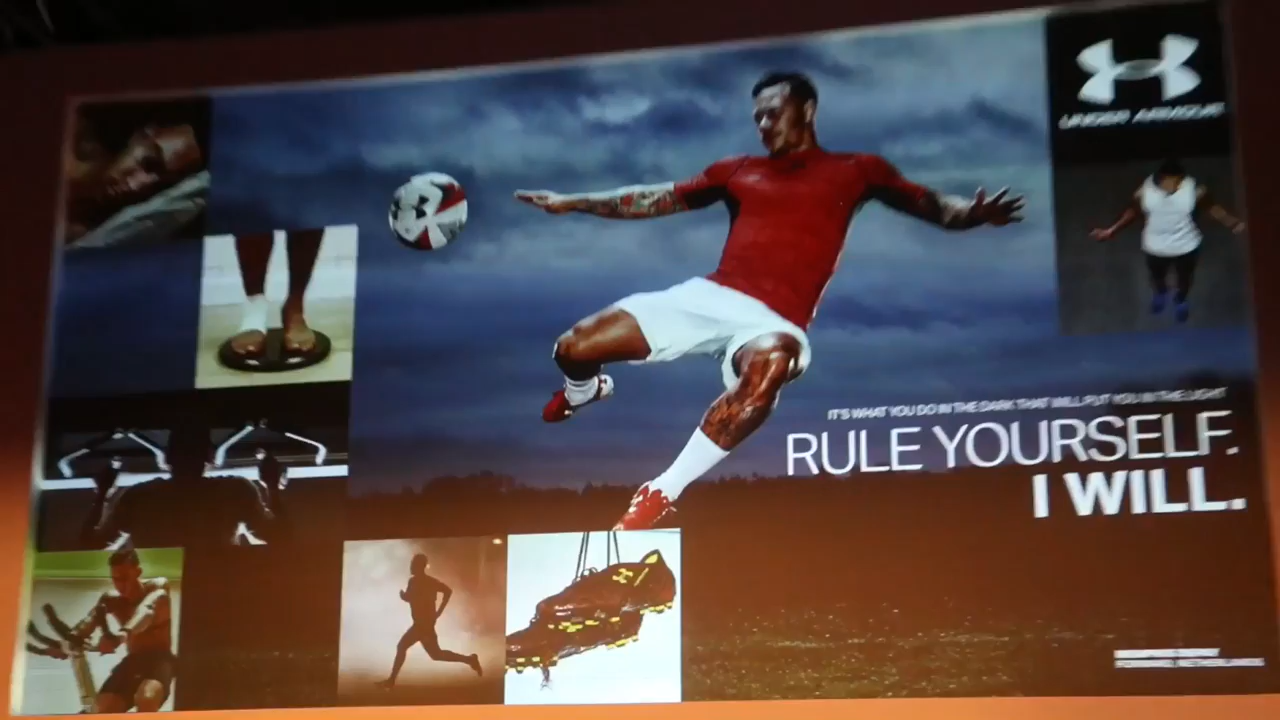 UNDER ARMOUR
IT'S WHAT YOU DO IN THE DARK THAT WILL PUT YOU IN THE LIGHT
RULE YOURSELF.
I WILL.